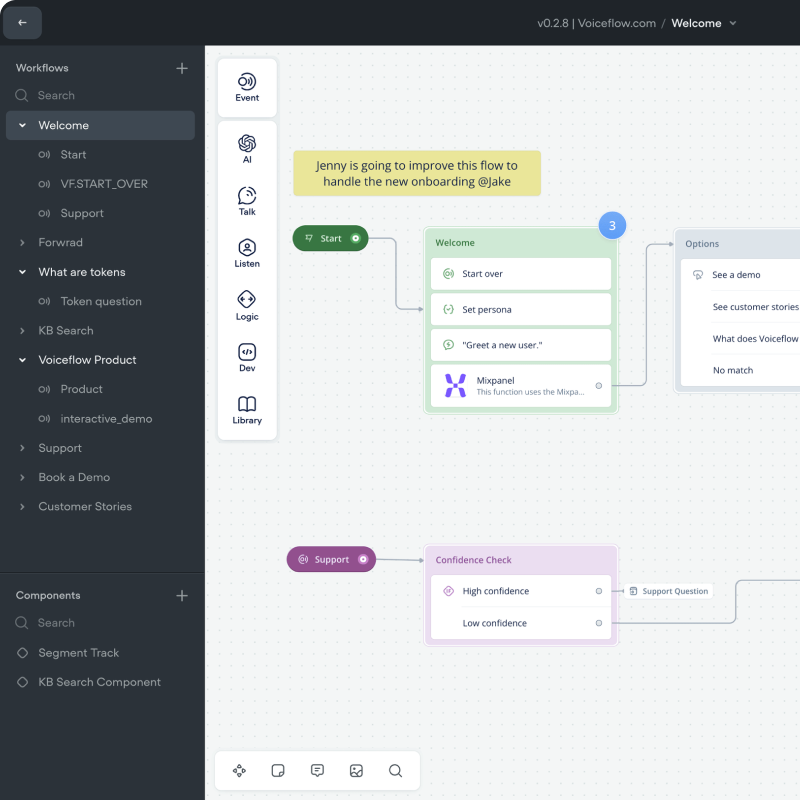 v0.2.8 | Voiceflow.com / Welcome
Workflows
Search
Welcome
Start
VF.START_OVER
Support
Forwrad
What are tokens
Token question
KB Search
Voiceflow Product
Product
interactive_demo
Support
Book a Demo
Customer Stories
Components
Search
Segment Track
KB Search Component
Event
AI
Talk
Listen
Logic
Dev
Library
Jenny is going to improve this flow to
handle the new onboarding @Jake
Start
3
Welcome
Start over
Set persona
"Greet a new user."
Mixpanel
This function uses the Mixpa...
Options
See a demo
See customer stories
What does Voiceflow
No match
Support
Confidence Check
High confidence
Low confidence
Support Question